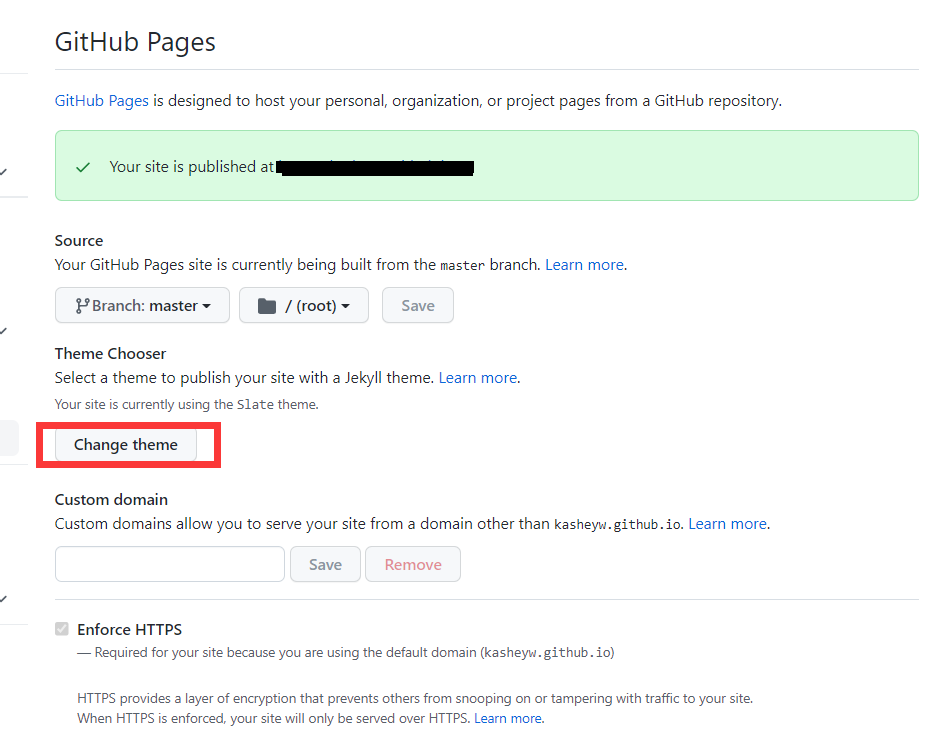 GitHub Pages
GitHub Pages is designed to host your personal, organization, or project pages from a GitHub repository.
Your site is published at
Source
Your GitHub Pages site is currently being built from the master branch. Learn more.
Branch: master / (root) Save
Theme Chooser
Select a theme to publish your site with a Jekyll theme. Learn more.
Your site is currently using the Slate theme.
Change theme
Custom domain
Custom domains allow you to serve your site from a domain other than kasheyw.github.io. Learn more.
Save Remove
Enforce HTTPS
— Required for your site because you are using the default domain (kasheyw.github.io)
HTTPS provides a layer of encryption that prevents others from snooping on or tampering with traffic to your site.
When HTTPS is enforced, your site will only be served over HTTPS. Learn more.